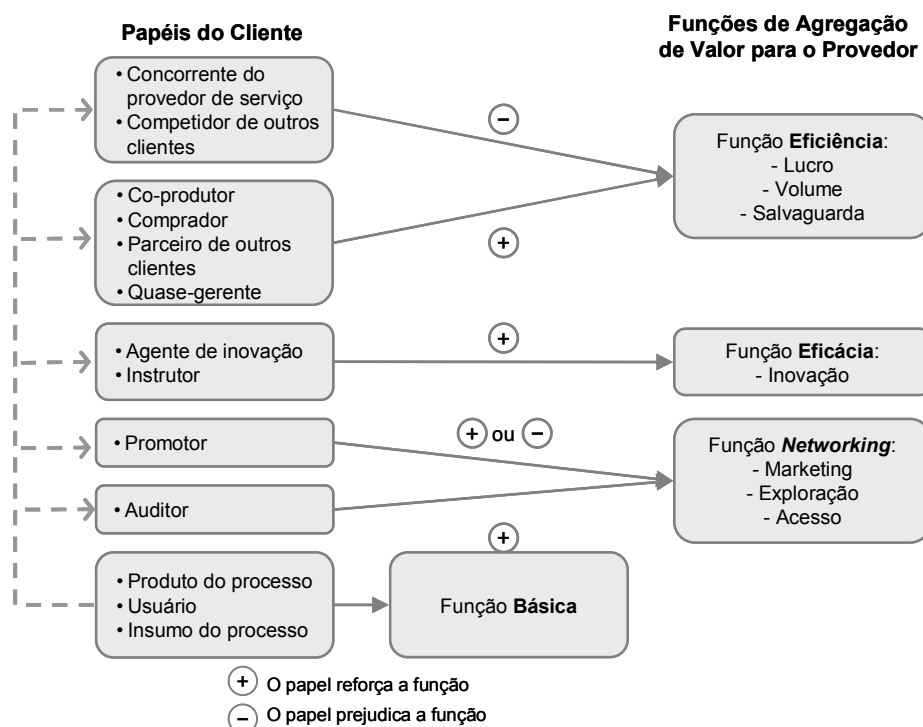 Papéis do Cliente
Funções de Agregação
de Valor para o Provedor
• Concorrente do
provedor de serviço
• Competidor de outros
clientes
−
Função Eficiência:
- Lucro
- Volume
- Salvaguarda
• Co-produtor
• Comprador
• Parceiro de outros
clientes
• Quase-gerente
+
• Agente de inovação
• Instrutor
+
Função Eficácia:
- Inovação
• Promotor
+ ou −
Função Networking:
- Marketing
- Exploração
- Acesso
• Auditor
+
• Produto do processo
• Usuário
• Insumo do processo
Função Básica
+ O papel reforça a função
− O papel prejudica a função